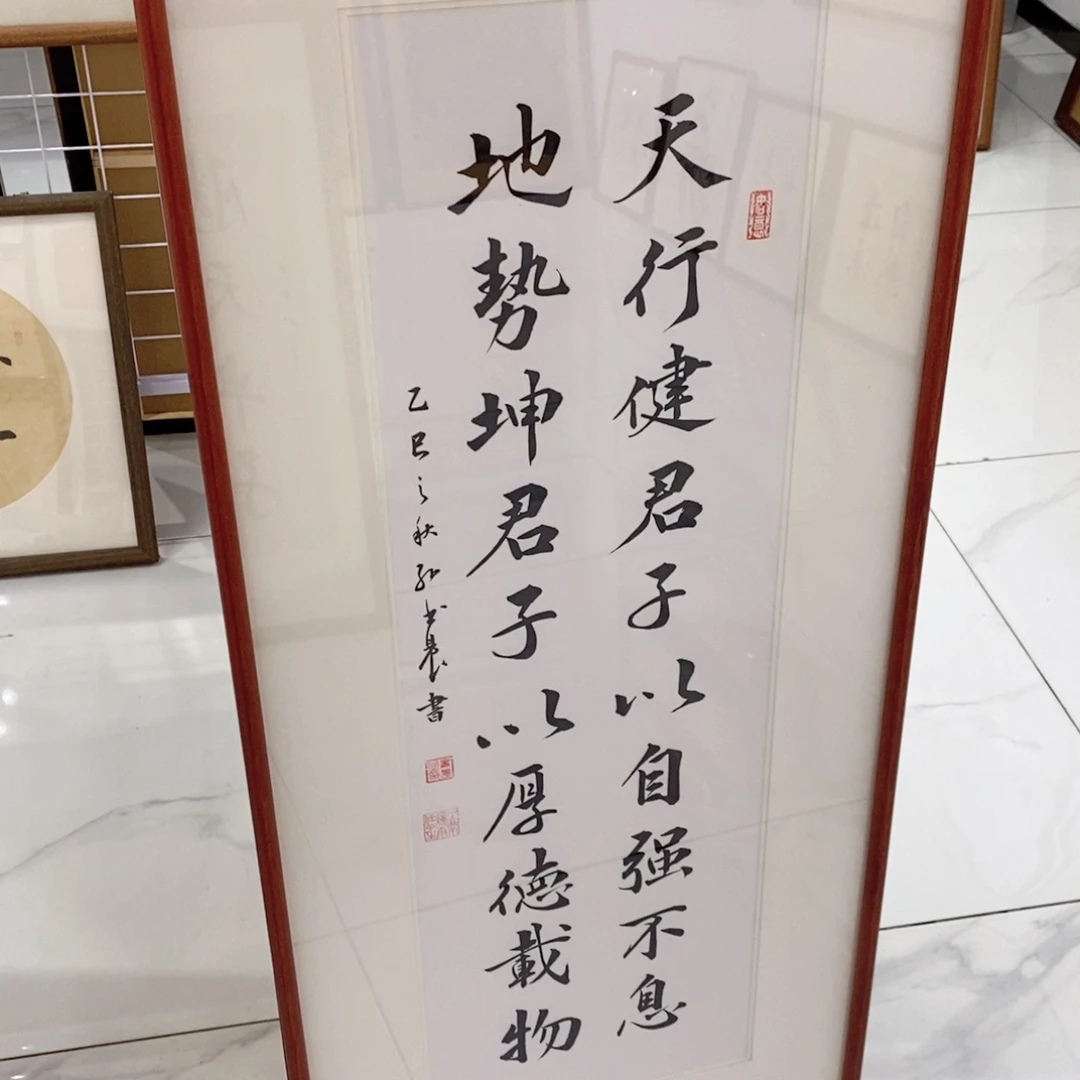 天行健君子以自强不息
地势坤君子以厚德載物
乙巳之秋 書